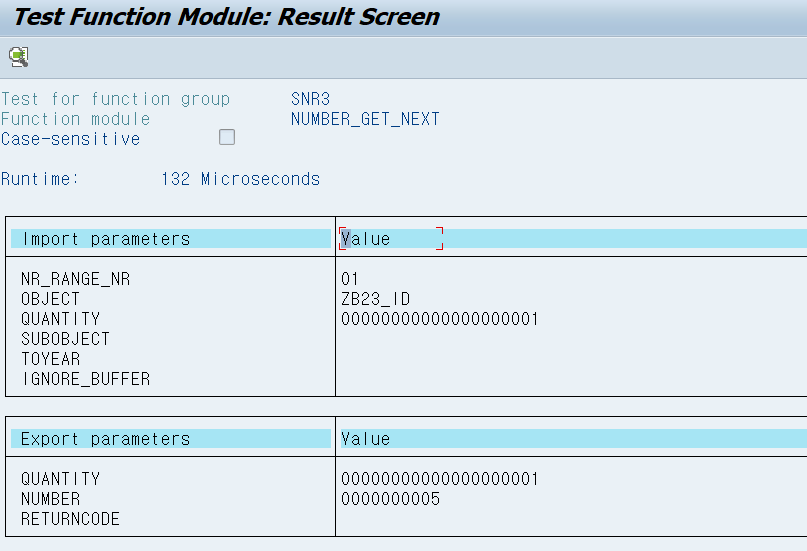 Test Function Module: Result Screen
Test for function group SNR3
Function module NUMBER_GET_NEXT
Case-sensitive
Runtime: 132 Microseconds
Import parameters Value
NR_RANGE_NR 01
OBJECT ZB23_ID
QUANTITY 00000000000000000001
SUBOBJECT
TOYEAR
IGNORE_BUFFER
Export parameters Value
QUANTITY 00000000000000000001
NUMBER 0000000005
RETURNCODE